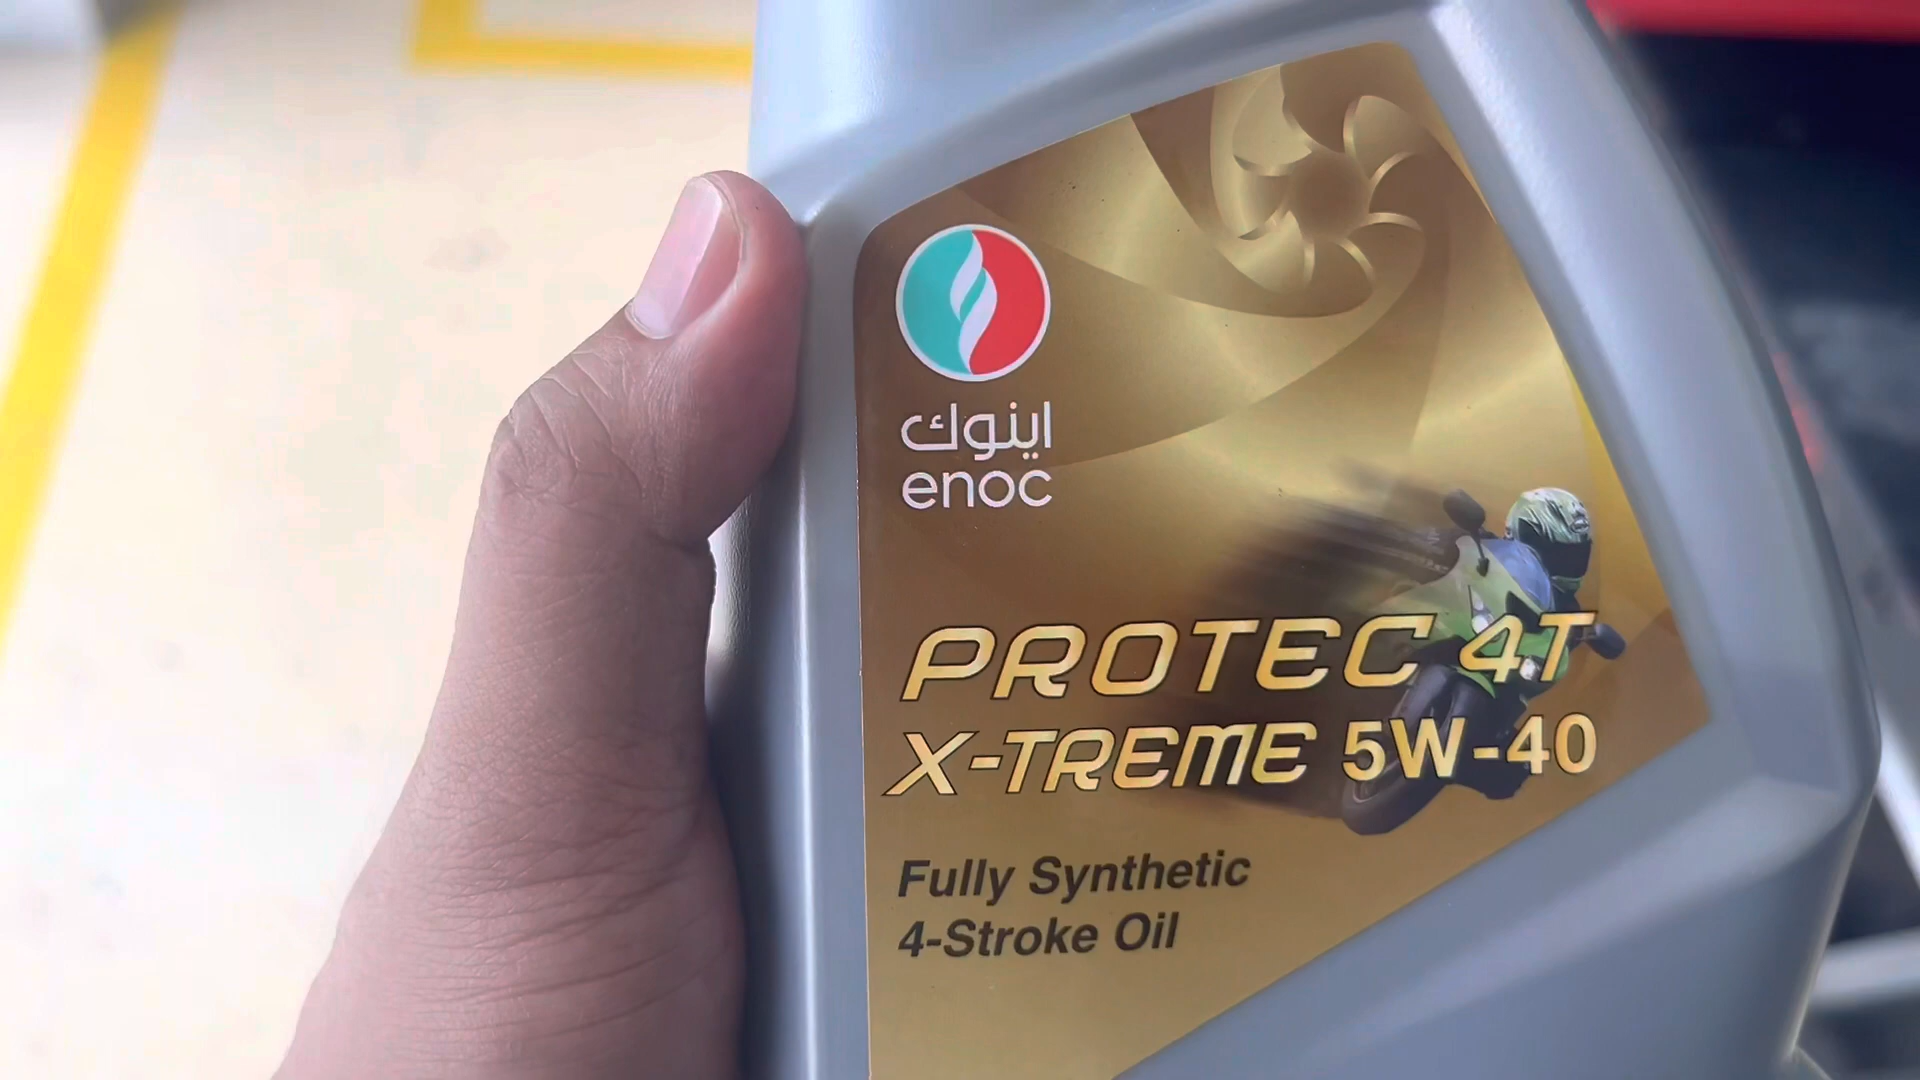 اينوك
enoc
PROTEC 4T
X-TREME 5W-40
Fully Synthetic
4-Stroke Oil